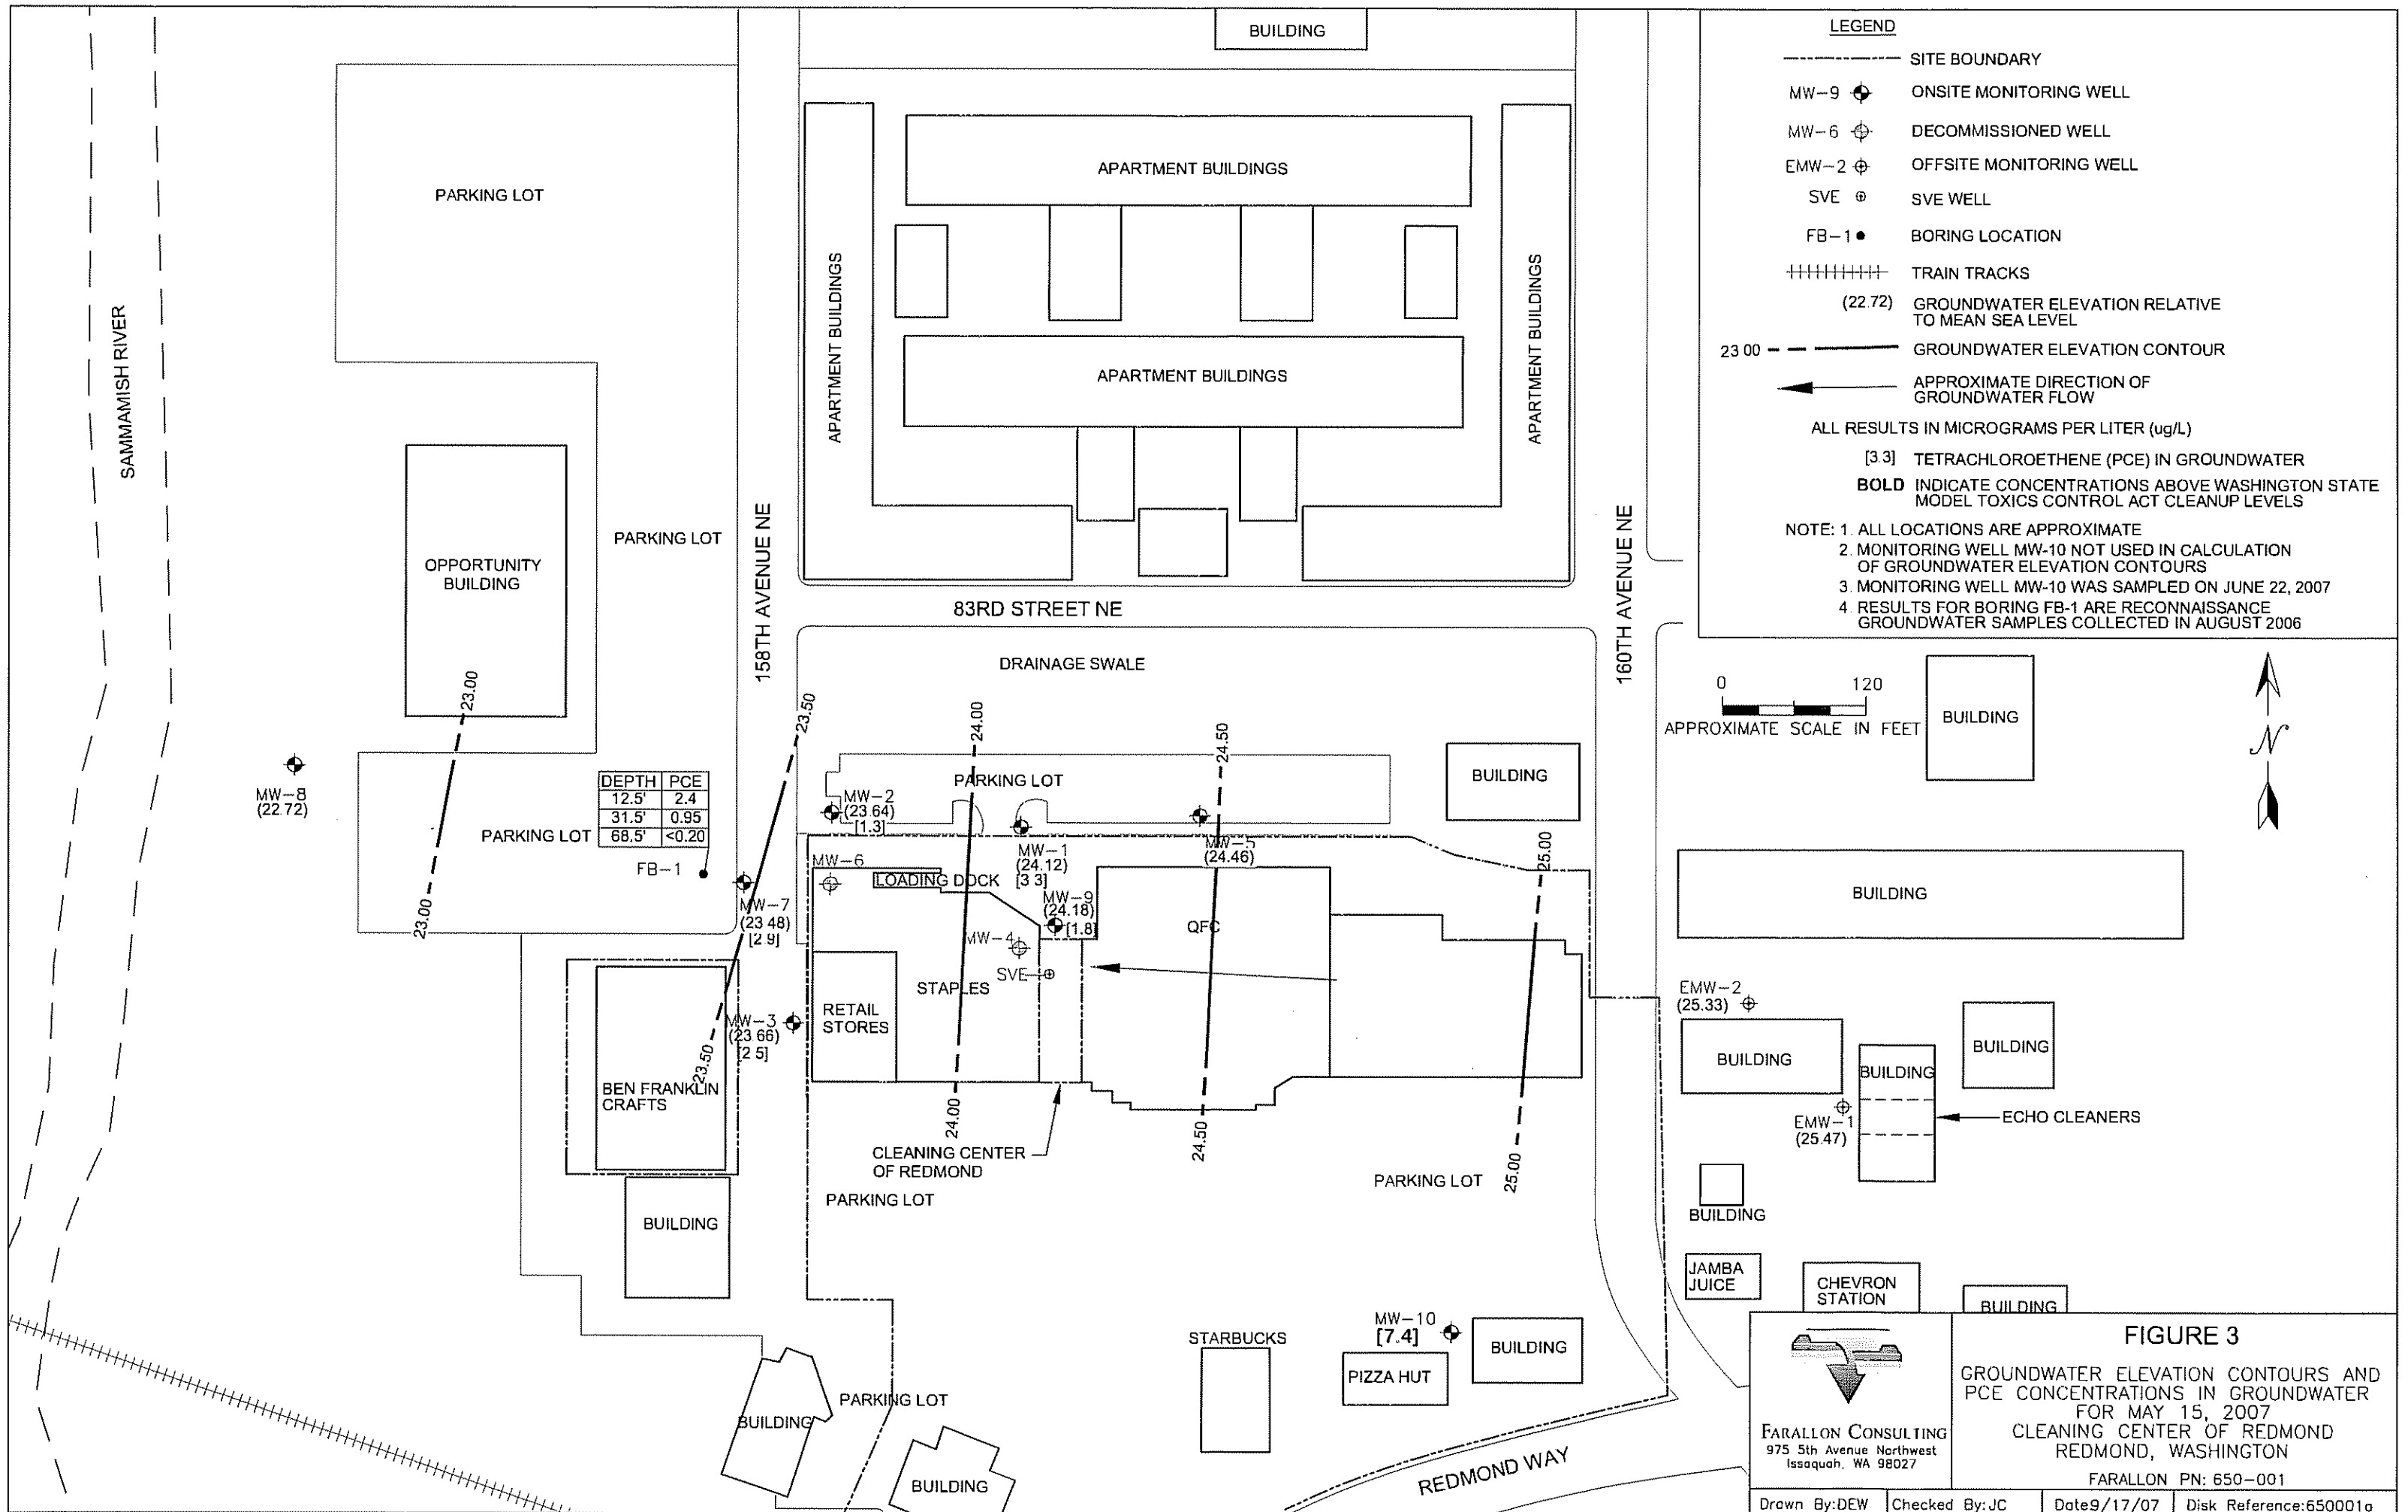 BUILDING
LEGEND
SITE BOUNDARY
MW-9 ONSITE MONITORING WELL
MW-6 DECOMMISSIONED WELL
EMW-2 OFFSITE MONITORING WELL
SVE SVE WELL
FB-1 BORING LOCATION
TRAIN TRACKS
(22.72) GROUNDWATER ELEVATION RELATIVE
TO MEAN SEA LEVEL
23 00 GROUNDWATER ELEVATION CONTOUR
APPROXIMATE DIRECTION OF
GROUNDWATER FLOW
ALL RESULTS IN MICROGRAMS PER LITER (ug/L)
[3.3] TETRACHLOROETHENE (PCE) IN GROUNDWATER
BOLD INDICATE CONCENTRATIONS ABOVE WASHINGTON STATE
MODEL TOXICS CONTROL ACT CLEANUP LEVELS
NOTE: 1. ALL LOCATIONS ARE APPROXIMATE
2. MONITORING WELL MW-10 NOT USED IN CALCULATION
OF GROUNDWATER ELEVATION CONTOURS
3. MONITORING WELL MW-10 WAS SAMPLED ON JUNE 22, 2007
4. RESULTS FOR BORING FB-1 ARE RECONNAISSANCE
GROUNDWATER SAMPLES COLLECTED IN AUGUST 2006
PARKING LOT
APARTMENT BUILDINGS
APARTMENT BUILDINGS
APARTMENT BUILDINGS
APARTMENT BUILDINGS
SAMMAMISH RIVER
OPPORTUNITY
BUILDING
PARKING LOT
158TH AVENUE NE
160TH AVENUE NE
83RD STREET NE
DRAINAGE SWALE
0 120
APPROXIMATE SCALE IN FEET
BUILDING
N
23.00
23.50
24.00
24.50
PARKING LOT
BUILDING
MW-8
(22.72)
DEPTH PCE
12.5' 2.4
31.5' 0.95
68.5' <0.20
PARKING LOT
FB-1
MW-2
(23.64)
[1.3]
MW-1
(24.12)
[3 3]
MW-5
(24.46)
25.00
MW-6
LOADING DOCK
MW-7
(23 48)
[2 9]
MW-9
(24.18)
[1.8]
QFC
BUILDING
23.00
MW-4
SVE
STAPLES
RETAIL
STORES
MW-3
(23 66)
[2 5]
23.50
BEN FRANKLIN
CRAFTS
EMW-2
(25.33)
BUILDING
BUILDING
BUILDING
EMW-1
(25.47)
ECHO CLEANERS
24.00
24.50
25.00
CLEANING CENTER
OF REDMOND
PARKING LOT
PARKING LOT
BUILDING
BUILDING
JAMBA
JUICE
CHEVRON
STATION
BUILDING
MW-10
[7.4]
STARBUCKS
PIZZA HUT
BUILDING
BUILDING
PARKING LOT
BUILDING
REDMOND WAY
FARALLON CONSULTING
975 5th Avenue Northwest
Issaquah, WA 98027
FIGURE 3
GROUNDWATER ELEVATION CONTOURS AND
PCE CONCENTRATIONS IN GROUNDWATER
FOR MAY 15, 2007
CLEANING CENTER OF REDMOND
REDMOND, WASHINGTON
FARALLON PN: 650-001
Drawn By:DEW Checked By:JC Date9/17/07 Disk Reference:650001a